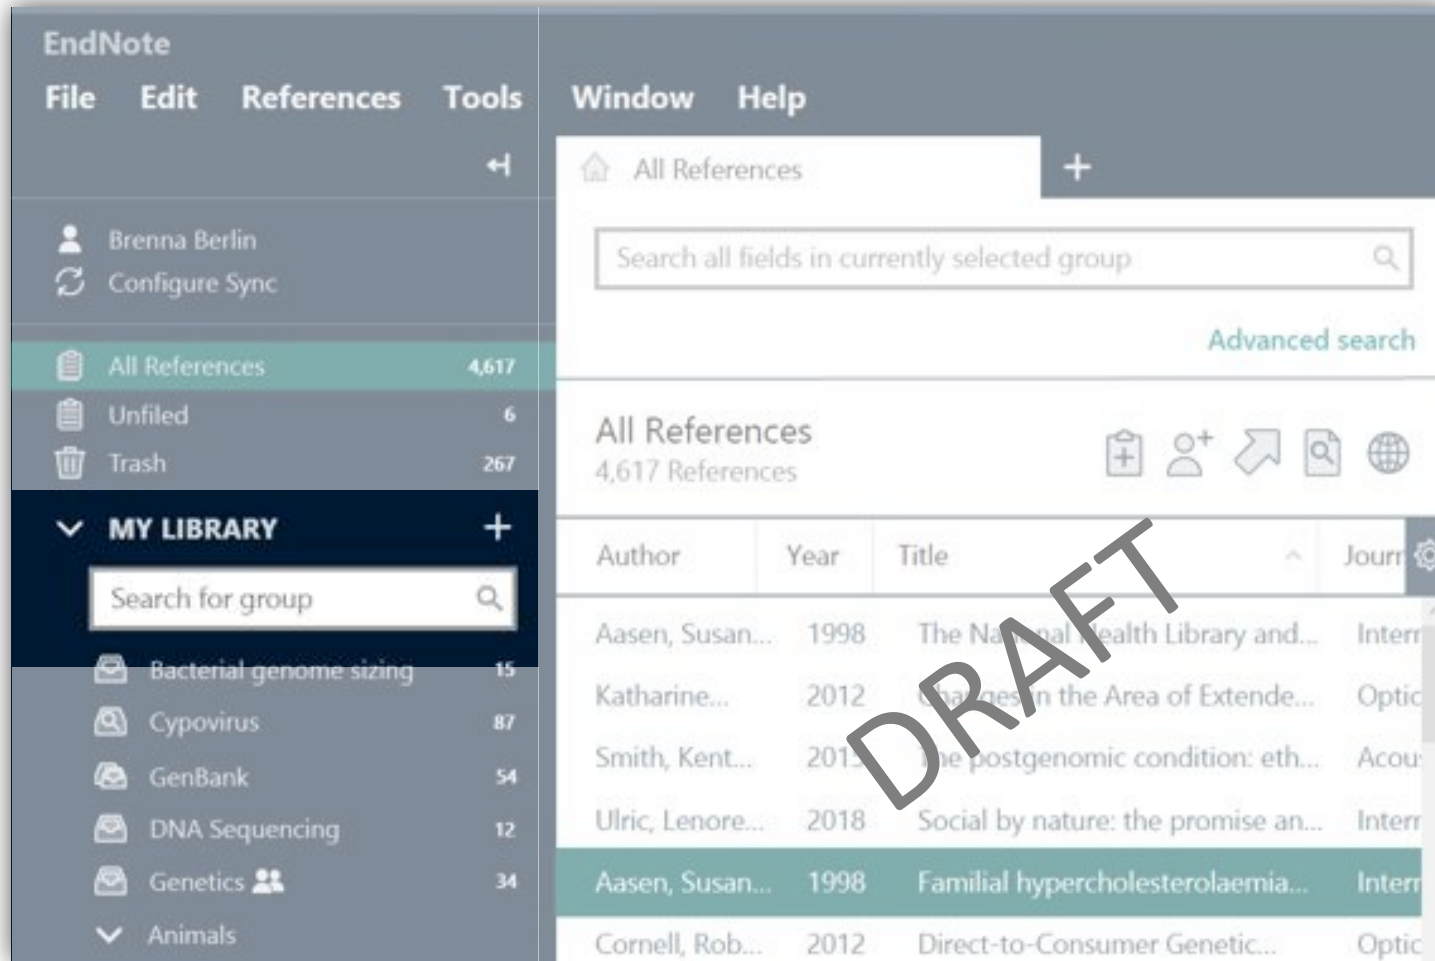 EndNote
File Edit References Tools Window Help
All References
Brenna Berlin
Configure Sync
All References 4,617
Unfiled 6
Trash 267
MY LIBRARY
Search for group
Bacterial genome sizing 15
Cypovirus 87
GenBank 54
DNA Sequencing 12
Genetics 34
Animals
Search all fields in currently selected group
Advanced search
All References
4,617 References
Author Year Title Journ
Aasen, Susan... 1998 The National Health Library and... Intern
Katharine... 2012 Changes in the Area of Extende... Optic
Smith, Kent... The postgenomic condition: eth... Acou
Ulric, Lenore... 2018 Social by nature: the promise an... Intern
Aasen, Susan... 1998 Familial hypercholesterolaemia... Intern
Cornell, Rob... 2012 Direct-to-Consumer Genetic... Optic
DRAFT